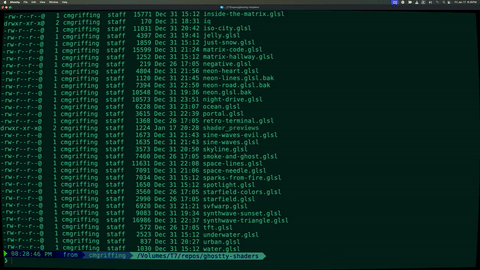 -rw-r--r--@ 1 cmgriffing staff 15771 Dec 31 15:12 inside-the-matrix.glsl
drwxr-xr-x@ 2 cmgriffing staff 170 Dec 31 18:31 iq
-rw-r--r--@ 1 cmgriffing staff 11031 Dec 31 20:42 iso-city.glsl
-rw-r--r--@ 1 cmgriffing staff 4397 Dec 31 19:41 jelly.glsl
-rw-r--r--@ 1 cmgriffing staff 1859 Dec 31 15:12 just-snow.glsl
-rw-r--r--@ 1 cmgriffing staff 15599 Dec 31 21:24 matrix-code.glsl
-rw-r--r--@ 1 cmgriffing staff 1252 Dec 31 15:12 matrix-hallway.glsl
-rw-r--r--@ 1 cmgriffing staff 219 Dec 26 17:05 negative.glsl
-rw-r--r--@ 1 cmgriffing staff 4804 Dec 31 21:56 neon-heart.glsl
-rw-r--r--@ 1 cmgriffing staff 1120 Dec 31 21:45 neon-lines.glsl.bak
-rw-r--r--@ 1 cmgriffing staff 7394 Dec 31 22:50 neon-road.glsl.bak
-rw-r--r--@ 1 cmgriffing staff 10548 Dec 31 19:36 neon.glsl.bak
-rw-r--r--@ 1 cmgriffing staff 10573 Dec 31 23:51 night-drive.glsl
-rw-r--r--@ 1 cmgriffing staff 6228 Dec 31 23:07 ocean.glsl
-rw-r--r--@ 1 cmgriffing staff 3615 Dec 31 22:39 portal.glsl
-rw-r--r--@ 1 cmgriffing staff 1368 Dec 26 17:05 retro-terminal.glsl
drwxr-xr-x@ 2 cmgriffing staff 1224 Jan 17 20:28 shader_previews
-rw-r--r--@ 1 cmgriffing staff 1673 Dec 31 21:43 sine-waves-evil.glsl
-rw-r--r--@ 1 cmgriffing staff 1635 Dec 31 21:43 sine-waves.glsl
-rw-r--r--@ 1 cmgriffing staff 3573 Dec 31 20:50 skyline.glsl
-rw-r--r--@ 1 cmgriffing staff 7460 Dec 26 17:05 smoke-and-ghost.glsl
-rw-r--r--@ 1 cmgriffing staff 11631 Dec 31 22:08 space-lines.glsl
-rw-r--r--@ 1 cmgriffing staff 7091 Dec 31 21:06 space-needle.glsl
-rw-r--r--@ 1 cmgriffing staff 7034 Dec 31 15:12 sparks-from-fire.glsl
-rw-r--r--@ 1 cmgriffing staff 1650 Dec 31 15:12 spotlight.glsl
-rw-r--r--@ 1 cmgriffing staff 3560 Dec 26 17:05 starfield-colors.glsl
-rw-r--r--@ 1 cmgriffing staff 2990 Dec 26 17:05 starfield.glsl
-rw-r--r--@ 1 cmgriffing staff 6920 Dec 31 21:21 svfwarp.glsl
-rw-r--r--@ 1 cmgriffing staff 9083 Dec 31 19:34 synthwave-sunset.glsl
-rw-r--r--@ 1 cmgriffing staff 16986 Dec 31 22:37 synthwave-triangle.glsl
-rw-r--r--@ 1 cmgriffing staff 572 Dec 26 17:05 tft.glsl
-rw-r--r--@ 1 cmgriffing staff 2523 Dec 31 15:12 underwater.glsl
-rw-r--r--@ 1 cmgriffing staff 837 Dec 31 20:27 urban.glsl
-rw-r--r--@ 1 cmgriffing staff 1030 Dec 31 15:12 water.glsl
08:28:46 PM from cmgriffing /Volumes/T7/repos/ghostty-shaders